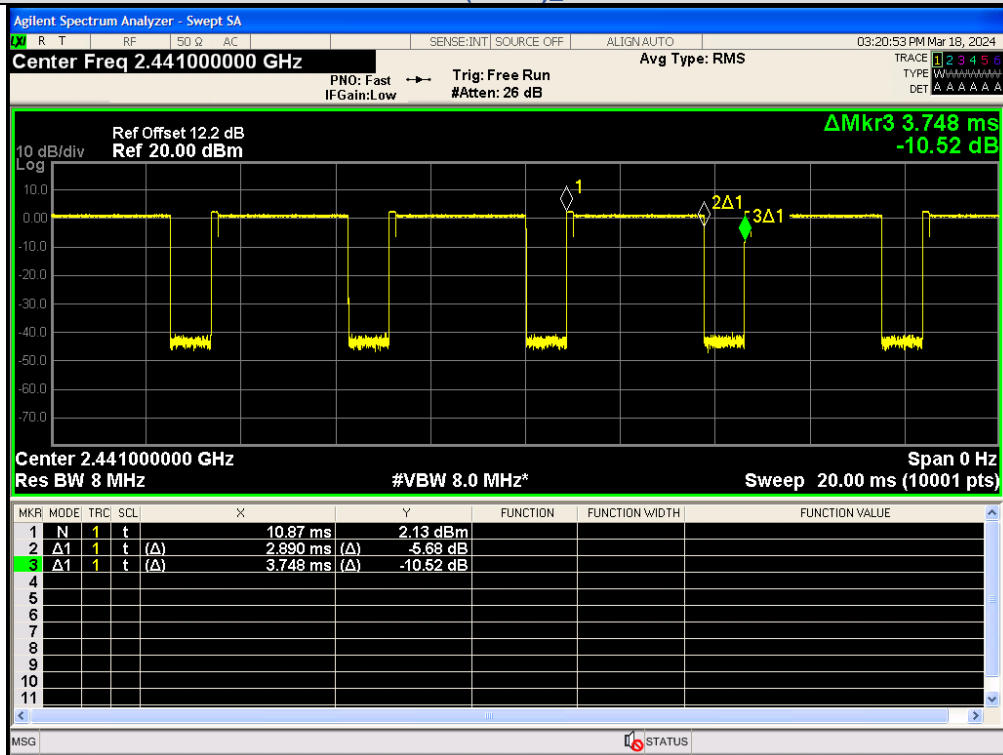 Agilent Spectrum Analyzer - Swept SA
LXI R T RF 50 Ω AC SENSE:INT SOURCE OFF ALIGN AUTO 03:20:53 PM Mar 18, 2024
Center Freq 2.441000000 GHz
Avg Type: RMS
TRACE 1 2 3 4 5 6
PNO: Fast Trig: Free Run
TYPE W
IFGain:Low #Atten: 26 dB
DET A A A A A A
ΔMkr3 3.748 ms
-10.52 dB
Ref Offset 12.2 dB
10 dB/div Ref 20.00 dBm
Log
10.0
0.00
-10.0
-20.0
-30.0
-40.0
-50.0
-60.0
-70.0
1
2Δ1
3Δ1
Center 2.441000000 GHz Span 0 Hz
Res BW 8 MHz #VBW 8.0 MHz* Sweep 20.00 ms (10001 pts)
MKR MODE TRC SCL X Y FUNCTION FUNCTION WIDTH FUNCTION VALUE
1 N 1 t 10.87 ms 2.13 dBm
2 Δ1 1 t (Δ) 2.890 ms (Δ) -5.68 dB
3 Δ1 1 t (Δ) 3.748 ms (Δ) -10.52 dB
4
5
6
7
8
9
10
11
MSG STATUS